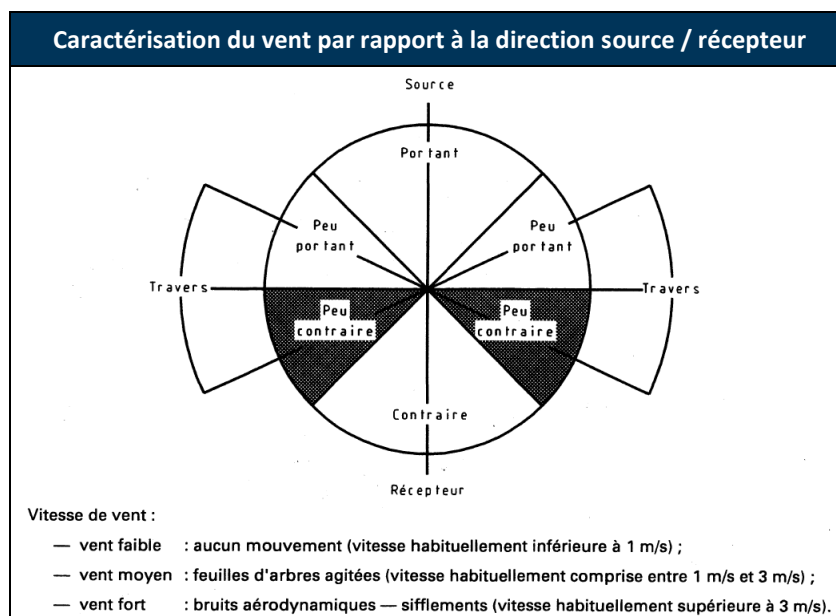 Caractérisation du vent par rapport à la direction source / récepteur
Source
Portant
Peu
portant
Peu
portant
Travers
Travers
Peu
contraire
Peu
contraire
Contraire
Récepteur
Vitesse de vent :
— vent faible : aucun mouvement (vitesse habituellement inférieure à 1 m/s) ;
— vent moyen : feuilles d'arbres agitées (vitesse habituellement comprise entre 1 m/s et 3 m/s) ;
— vent fort : bruits aérodynamiques — sifflements (vitesse habituellement supérieure à 3 m/s).